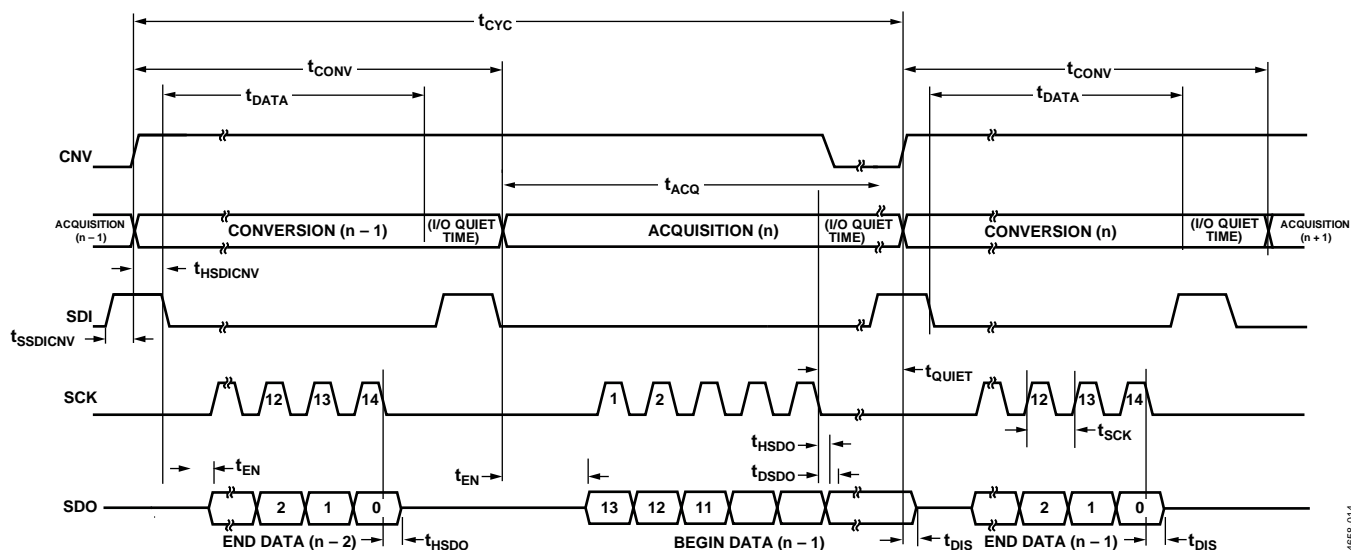 tCYC
tCONV
tCONV
tDATA
tDATA
CNV
tACQ
ACQUISITION (n – 1)
CONVERSION (n – 1)
(I/O QUIET TIME)
ACQUISITION (n)
(I/O QUIET TIME)
CONVERSION (n)
(I/O QUIET TIME)
ACQUISITION (n + 1)
tHSDICNV
SDI
tSSDICNV
tQUIET
SCK
12 13 14
1 2
12 13 14
tSCK
tHSDO
tEN
tEN
tDSDO
SDO
2 1 0
13 12 11
2 1 0
END DATA (n – 2)
tHSDO
BEGIN DATA (n – 1)
tDIS
END DATA (n – 1)
tDIS